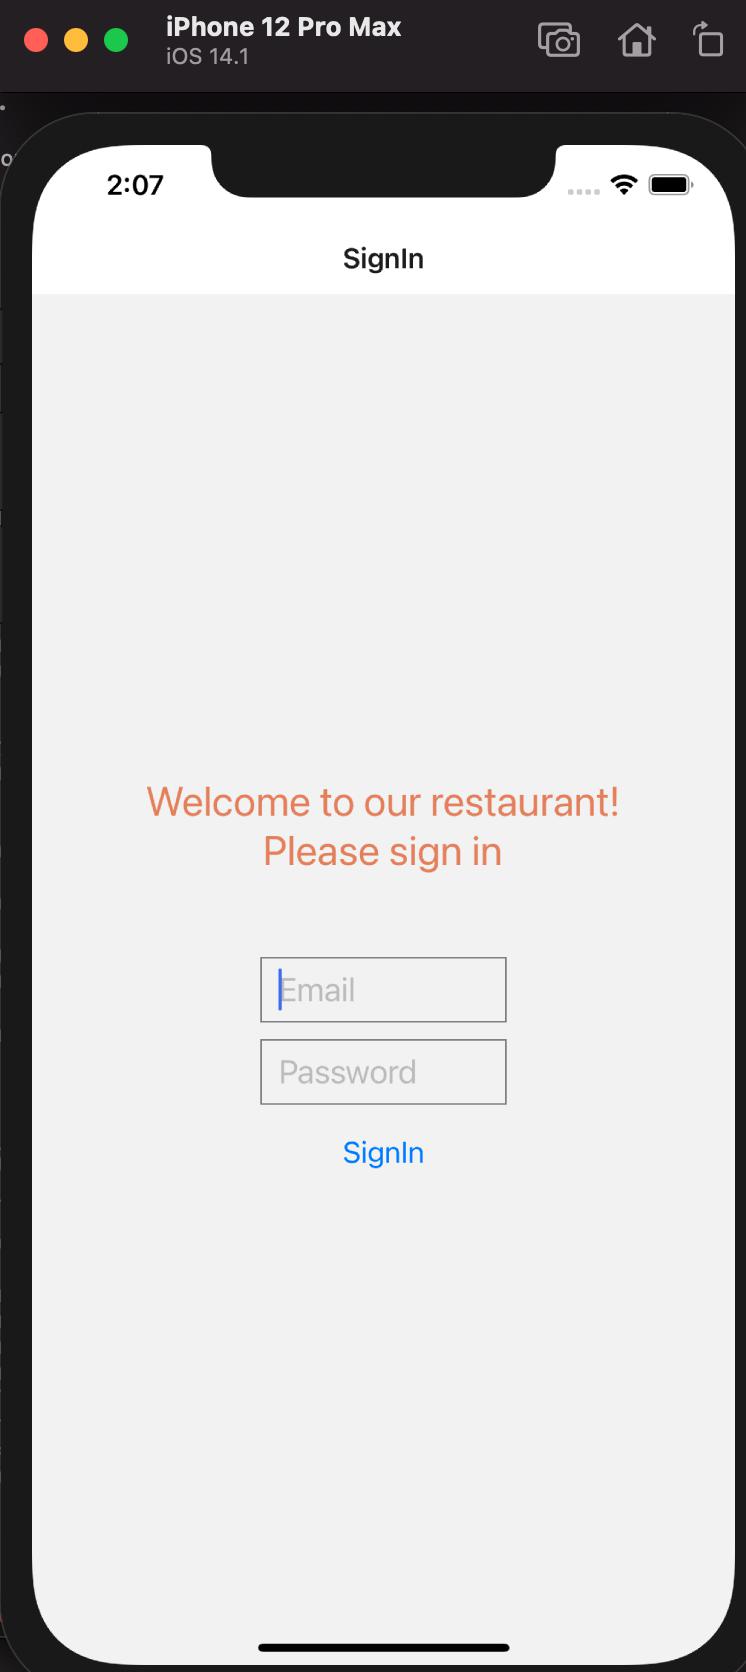 iPhone 12 Pro Max
iOS 14.1
2:07
SignIn
Welcome to our restaurant!
Please sign in
Email
Password
SignIn